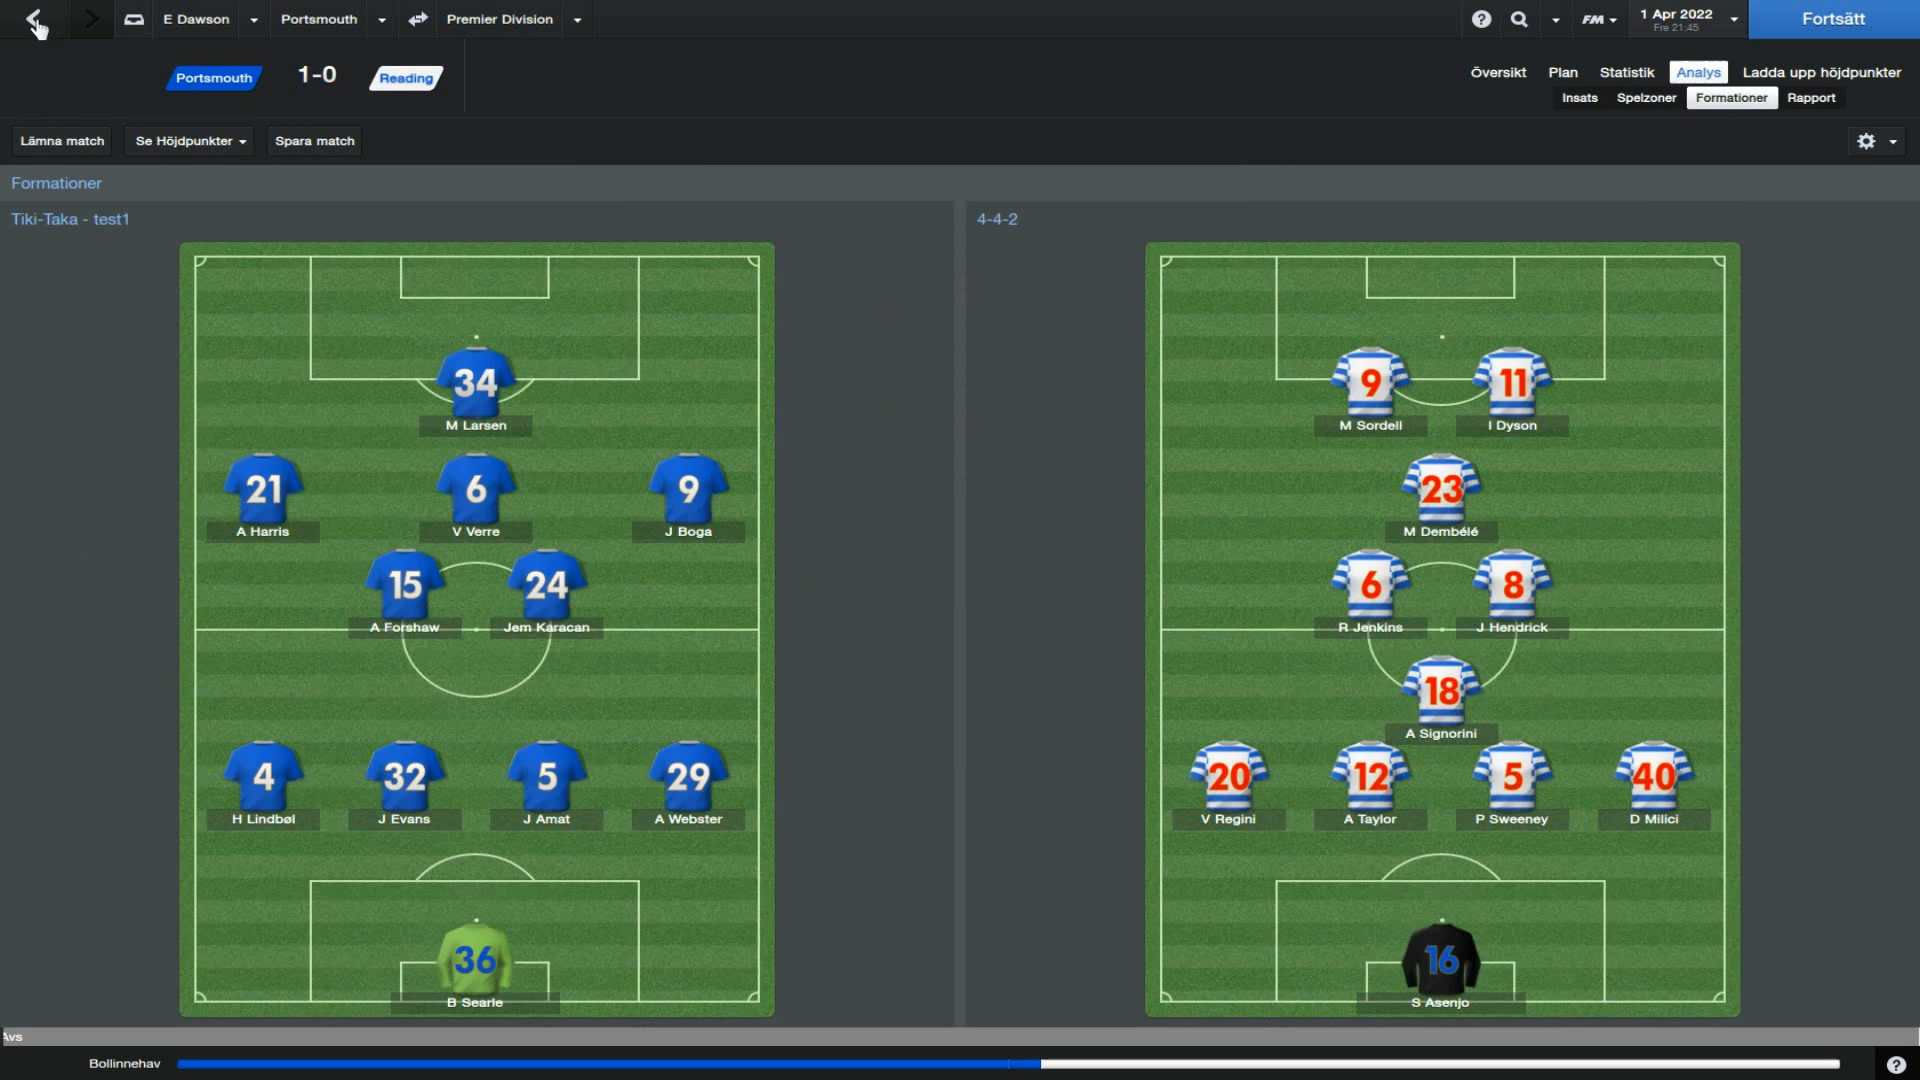 E Dawson
Portsmouth
Premier Division
FM
1 Apr 2022
Fre 21:45
Fortsätt
Portsmouth
1-0
Reading
Översikt
Plan
Statistik
Analys
Ladda upp höjdpunkter
Insats
Spelzoner
Formationer
Rapport
Lämna match
Se Höjdpunkter
Spara match
Formationer
Tiki-Taka - test1
34
M Larsen
21
A Harris
6
V Verre
9
J Boga
15
A Forshaw
24
Jem Karacan
4
H Lindbøl
32
J Evans
5
J Amat
29
A Webster
36
B Searle
4-4-2
9
M Sordell
11
I Dyson
23
M Dembélé
6
R Jenkins
8
J Hendrick
18
A Signorini
20
V Regini
12
A Taylor
5
P Sweeney
40
D Milici
16
S Asenjo
Avs
Bollinnehav